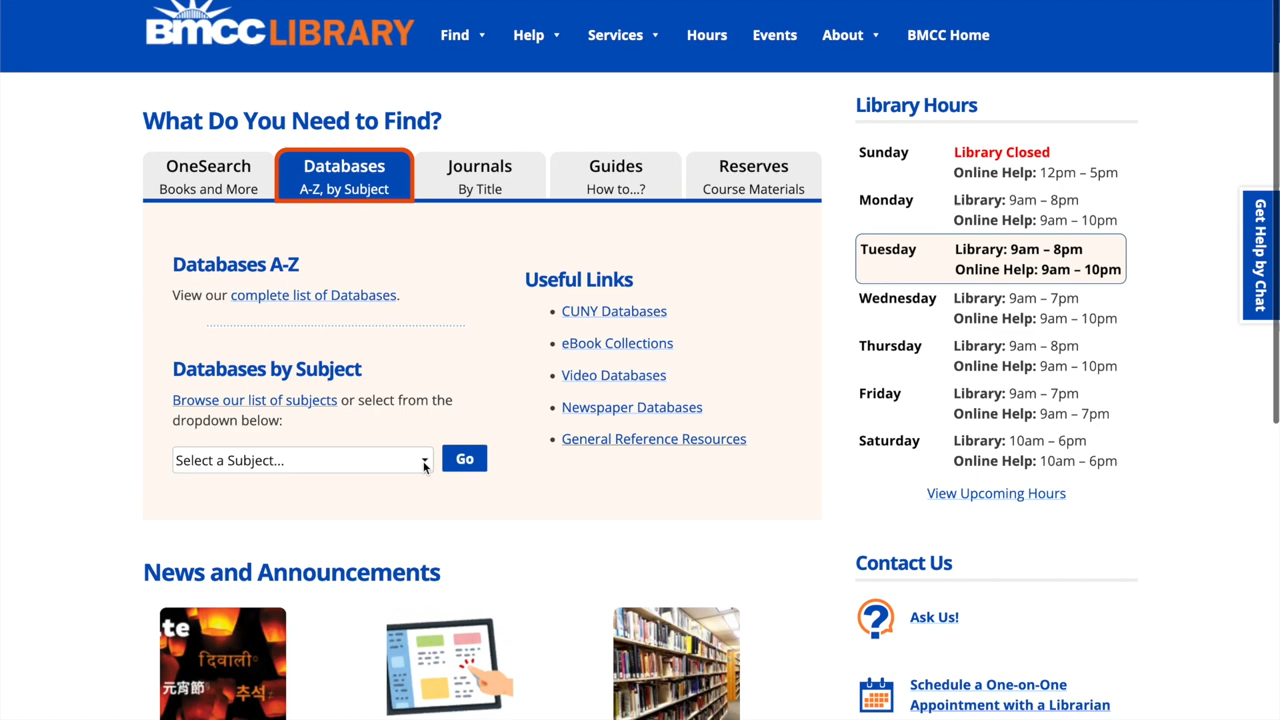 BMCC LIBRARY
Find
Help
Services
Hours
Events
About
BMCC Home
What Do You Need to Find?
OneSearch
Books and More
Databases
A-Z, by Subject
Journals
By Title
Guides
How to...?
Reserves
Course Materials
Databases A-Z
View our complete list of Databases.
Databases by Subject
Browse our list of subjects or select from the
dropdown below:
Select a Subject...
Go
Useful Links
CUNY Databases
eBook Collections
Video Databases
Newspaper Databases
General Reference Resources
Library Hours
Sunday
Library Closed
Online Help: 12pm – 5pm
Monday
Library: 9am – 8pm
Online Help: 9am – 10pm
Tuesday
Library: 9am – 8pm
Online Help: 9am – 10pm
Wednesday
Library: 9am – 7pm
Online Help: 9am – 10pm
Thursday
Library: 9am – 8pm
Online Help: 9am – 10pm
Friday
Library: 9am – 7pm
Online Help: 9am – 7pm
Saturday
Library: 10am – 6pm
Online Help: 10am – 6pm
View Upcoming Hours
Get Help by Chat
News and Announcements
te
दिवाली
元宵節
추석
Contact Us
Ask Us!
Schedule a One-on-One
Appointment with a Librarian